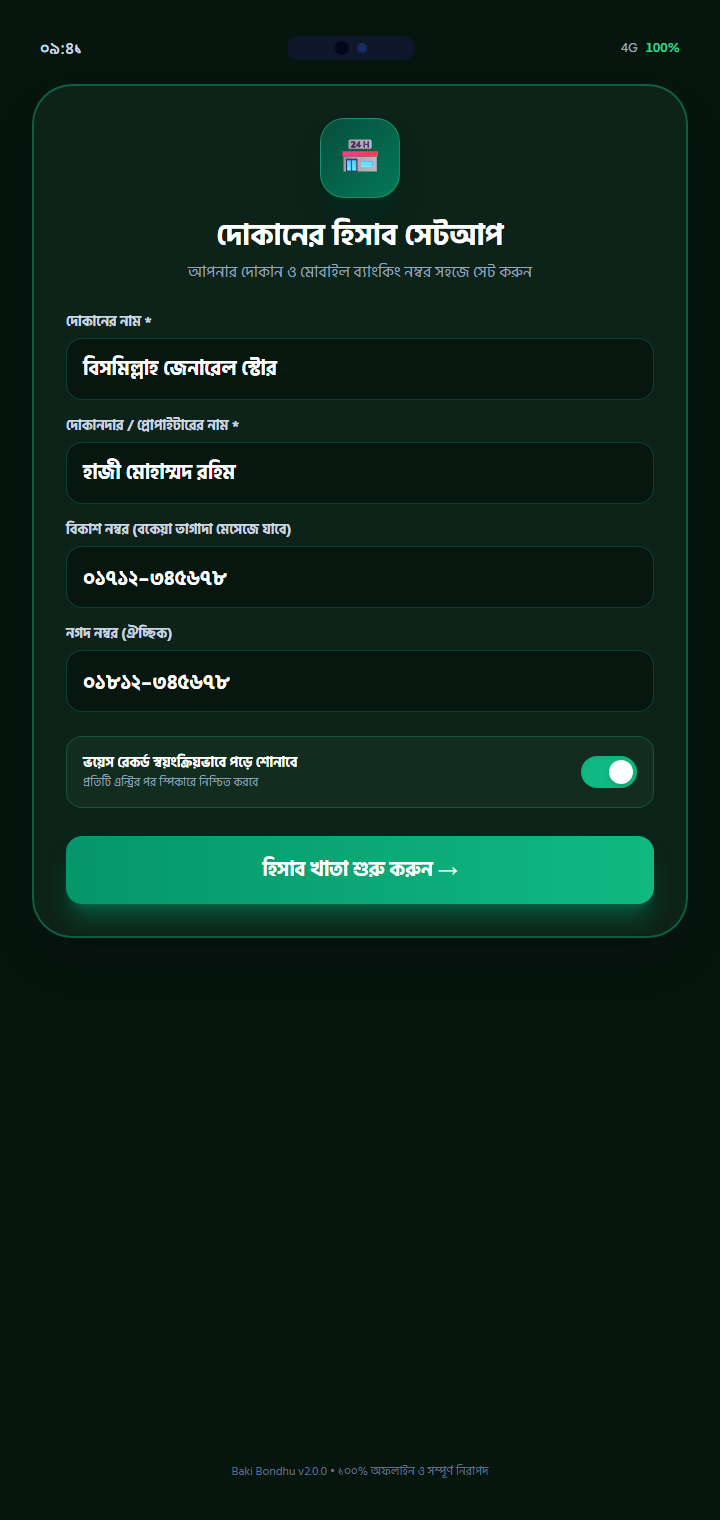 ০৯:৪৯
4G 100%
24 H
দোকানের হিসাব সেটআপ
আপনার দোকান ও মোবাইল ব্যাংকিং নম্বর সহজে সেট করুন
দোকানের নাম *
বিসমিল্লাহ জেনারেল স্টোর
দোকানদার / প্রোপাইটারের নাম *
হাজী মোহাম্মদ রহিম
বিকাশ নম্বর (বকেয়া তাগাদা মেসেজে যাবে)
০১৭১২-৩৪৫৬৭৮
নগদ নম্বর (ঐচ্ছিক)
০১৮১২-৩৪৫৬৭৮
ভয়েস রেকর্ড স্বয়ংক্রিয়ভাবে পড়ে শোনাবে
প্রতিটি এন্ট্রির পর স্পিকারে নিশ্চিত করবে
হিসাব খাতা শুরু করুন →
Baki Bondhu v2.0.0 • ১০০% অফলাইন ও সম্পূর্ণ নিরাপদ